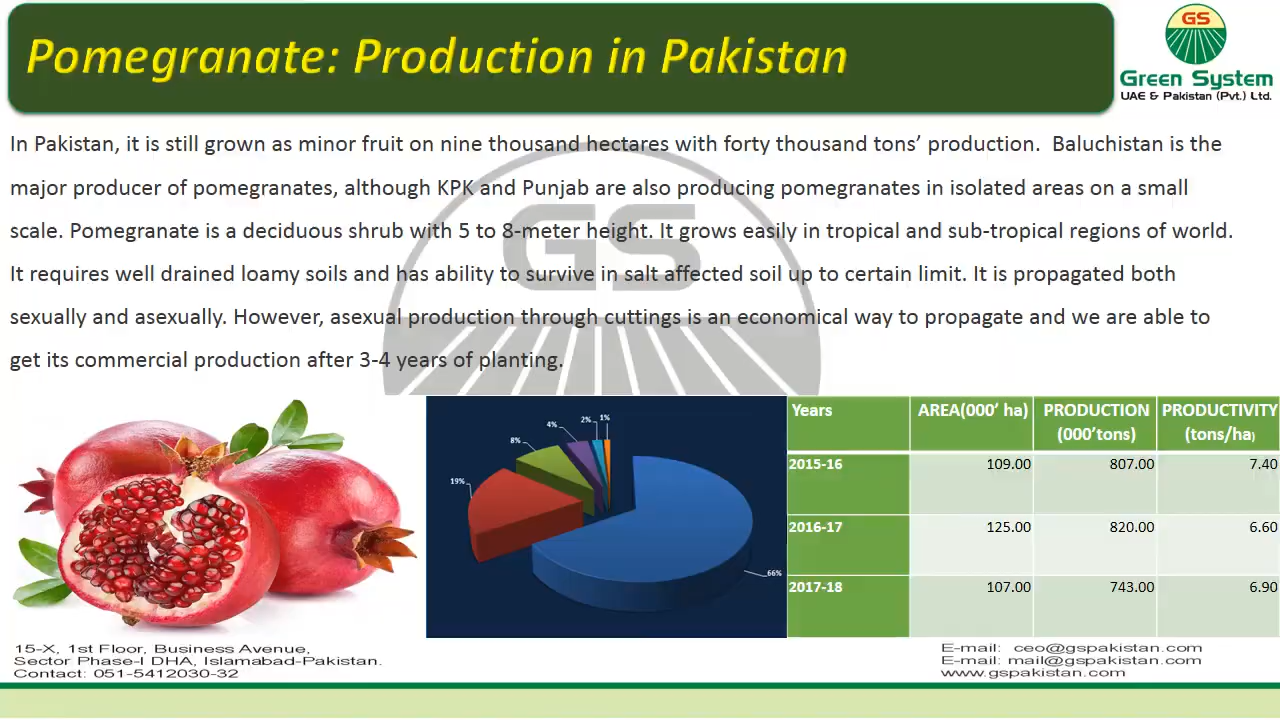 Pomegranate: Production in Pakistan
GS
Green System
UAE & Pakistan (Pvt.) Ltd.
In Pakistan, it is still grown as minor fruit on nine thousand hectares with forty thousand tons’ production.  Baluchistan is the
major producer of pomegranates, although KPK and Punjab are also producing pomegranates in isolated areas on a small
scale. Pomegranate is a deciduous shrub with 5 to 8-meter height. It grows easily in tropical and sub-tropical regions of world.
It requires well drained loamy soils and has ability to survive in salt affected soil up to certain limit. It is propagated both
sexually and asexually. However, asexual production through cuttings is an economical way to propagate and we are able to
get its commercial production after 3-4 years of planting.
GS
19%
8%
4%
2%
1%
66%
Years AREA(000’ ha) PRODUCTION (000’tons) PRODUCTIVITY (tons/ha)
2015-16 109.00 807.00 7.40
2016-17 125.00 820.00 6.60
2017-18 107.00 743.00 6.90
15-X, 1st Floor, Business Avenue,
Sector Phase-I DHA, Islamabad-Pakistan.
Contact: 051-5412030-32
E-mail:  ceo@gspakistan.com
E-mail: mail@gspakistan.com
www.gspakistan.com